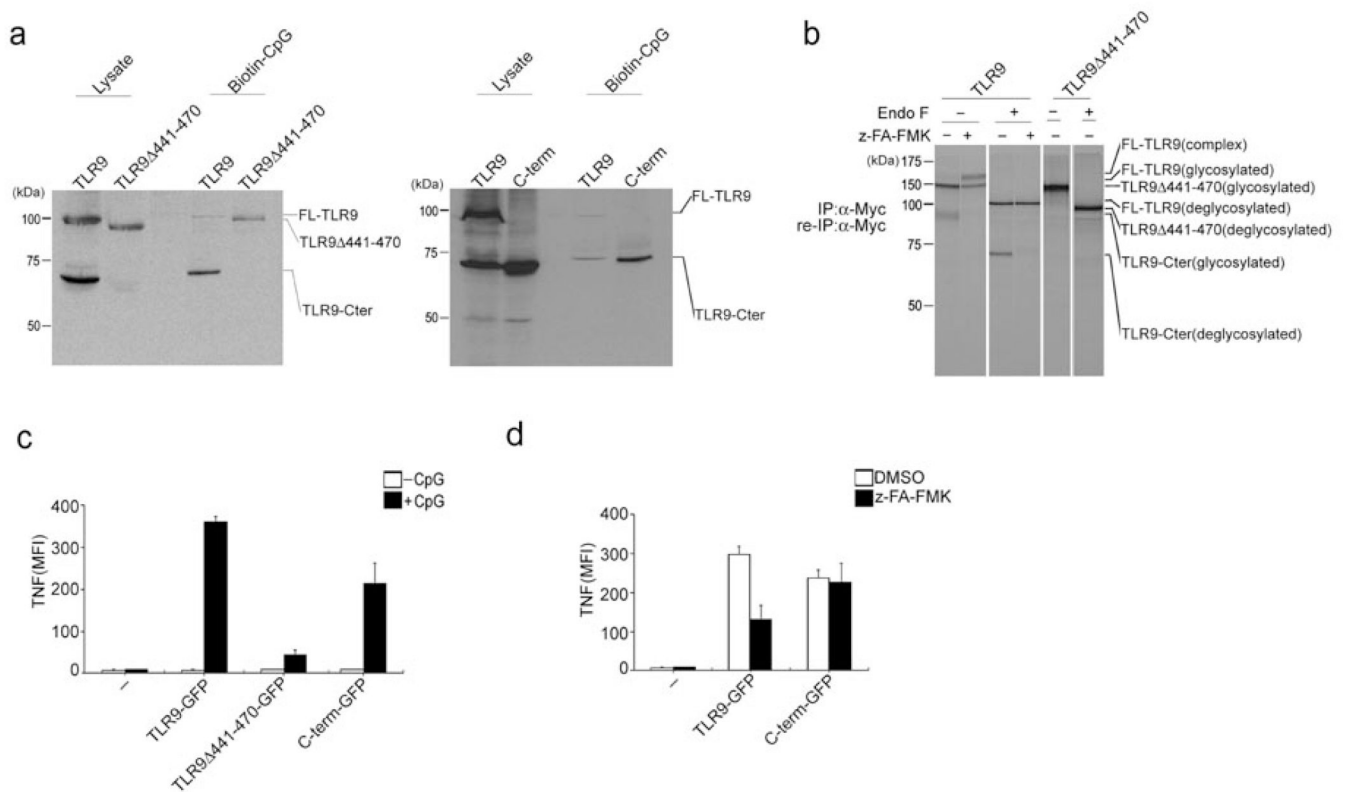 a
Lysate
Biotin-CpG
TLR9
TLR9Δ441-470
TLR9
TLR9Δ441-470
(kDa)
100
75
50
FL-TLR9
TLR9Δ441-470
TLR9-Cter
Lysate
Biotin-CpG
TLR9
C-term
TLR9
C-term
(kDa)
100
75
50
FL-TLR9
TLR9-Cter
b
TLR9
TLR9Δ441-470
Endo F – + – +
z-FA-FMK – + – +
(kDa) 175
150
100
75
50
IP:α-Myc
re-IP:α-Myc
FL-TLR9(complex)
FL-TLR9(glycosylated)
TLR9Δ441-470(glycosylated)
FL-TLR9(deglycosylated)
TLR9Δ441-470(deglycosylated)
TLR9-Cter(glycosylated)
TLR9-Cter(deglycosylated)
c
–CpG
+CpG
TNF(MFI)
400
300
200
100
0
–
TLR9-GFP
TLR9Δ441-470-GFP
C-term-GFP
d
DMSO
z-FA-FMK
TNF(MFI)
400
300
200
100
0
–
TLR9-GFP
C-term-GFP